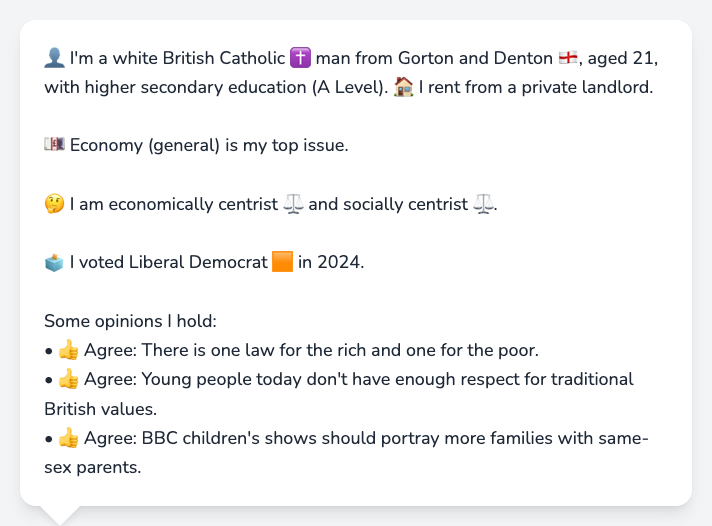 👤 I'm a white British Catholic ✝️ man from Gorton and Denton 🏴󠁧󠁢󠁥󠁮󠁧󠁿, aged 21,
with higher secondary education (A Level). 🏠 I rent from a private landlord.
💷 Economy (general) is my top issue.
🤔 I am economically centrist ⚖️ and socially centrist ⚖️.
🗳️ I voted Liberal Democrat 🟧 in 2024.
Some opinions I hold:
• 👍 Agree: There is one law for the rich and one for the poor.
• 👍 Agree: Young people today don't have enough respect for traditional
British values.
• 👍 Agree: BBC children's shows should portray more families with same-
sex parents.